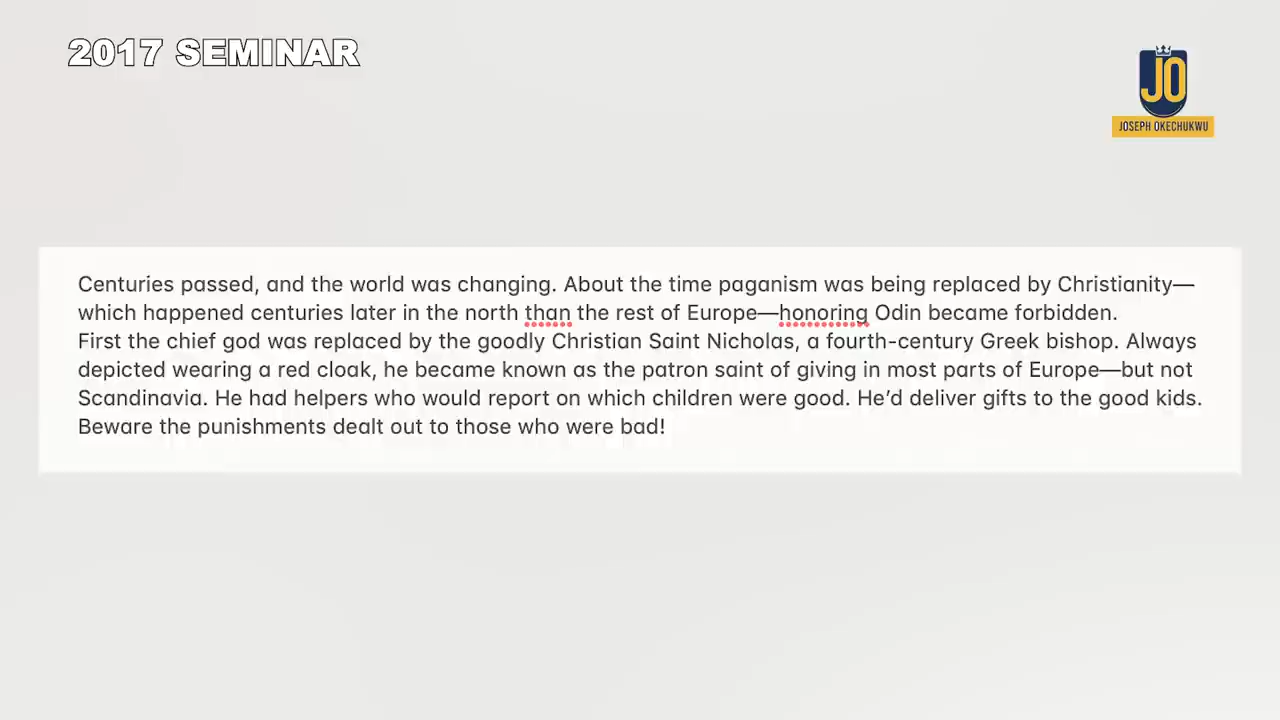 2017 SEMINAR
JO
JOSEPH OKECHUKWU
Centuries passed, and the world was changing. About the time paganism was being replaced by Christianity—
which happened centuries later in the north than the rest of Europe—honoring Odin became forbidden.
First the chief god was replaced by the goodly Christian Saint Nicholas, a fourth-century Greek bishop. Always
depicted wearing a red cloak, he became known as the patron saint of giving in most parts of Europe—but not
Scandinavia. He had helpers who would report on which children were good. He’d deliver gifts to the good kids.
Beware the punishments dealt out to those who were bad!